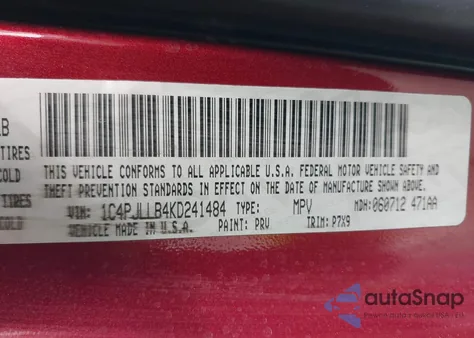 LB
TIRES
COLD
THIS VEHICLE CONFORMS TO ALL APPLICABLE U.S.A. FEDERAL MOTOR VEHICLE SAFETY AND
THEFT PREVENTION STANDARDS IN EFFECT ON THE DATE OF MANUFACTURE SHOWN ABOVE.
TIRES
COLD
VIN: 1C4PJLLB4KD241484 TYPE: MPV MDH: 060712 471AA
VEHICLE MADE IN U.S.A. PAINT: PRV TRIM: P7X9
autoSnap